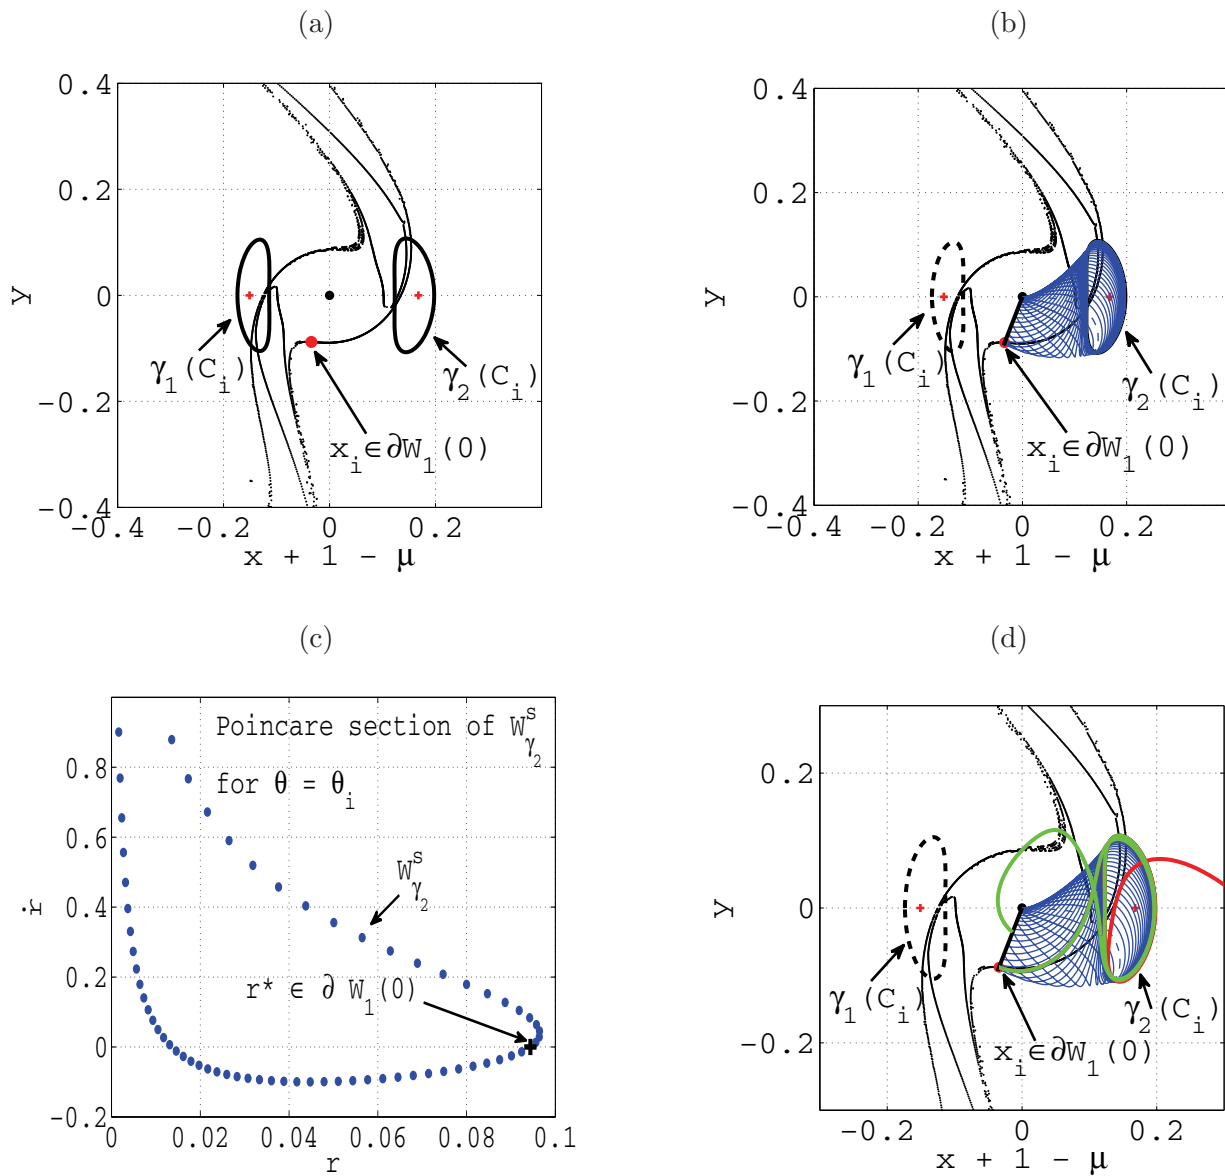 (a)
0.4
0.2
0
−0.2
−0.4
−0.4
−0.2
0
0.2
y
x + 1 − μ
γ1(Ci)
γ2(Ci)
xi∈∂W1(0)
(b)
0.4
0.2
0
−0.2
−0.4
−0.4
−0.2
0
0.2
y
x + 1 − μ
γ1(Ci)
γ2(Ci)
xi∈∂W1(0)
(c)
Poincare section of W^s_γ2
for θ = θi
W^s_γ2
r* ∈ ∂ W1(0)
0.8
0.6
0.4
0.2
0
−0.2
0
0.02
0.04
0.06
0.08
0.1
ṙ
r
(d)
0.2
0
−0.2
−0.2
0
0.2
y
x + 1 − μ
γ1(Ci)
γ2(Ci)
xi∈∂W1(0)